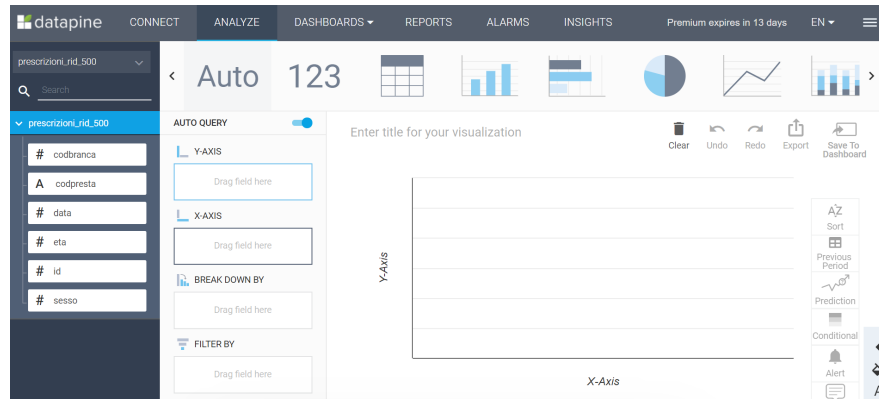 datapine CONNECT ANALYZE DASHBOARDS REPORTS ALARMS INSIGHTS Premium expires in 13 days EN
prescrizioni_rid_500
Auto 123
Search
prescrizioni_rid_500
# codbranca
A codpresta
# data
# eta
# id
# sesso
AUTO QUERY
Y-AXIS
Drag field here
X-AXIS
Drag field here
BREAK DOWN BY
Drag field here
FILTER BY
Drag field here
Enter title for your visualization
Clear Undo Redo Export Save To
Dashboard
Y-Axis
X-Axis
AZ
Sort
Previous
Period
Prediction
Conditional
Alert
A